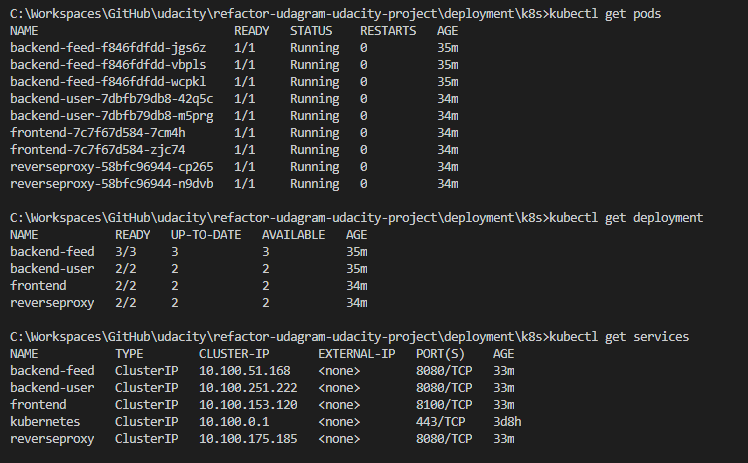 C:\Workspaces\GitHub\udacity\refactor-udagram-udacity-project\deployment\k8s>kubectl get pods
NAME READY STATUS RESTARTS AGE
backend-feed-f846fdfdd-jgs6z 1/1 Running 0 35m
backend-feed-f846fdfdd-vbpls 1/1 Running 0 35m
backend-feed-f846fdfdd-wcpkl 1/1 Running 0 35m
backend-user-7dbfb79db8-42q5c 1/1 Running 0 34m
backend-user-7dbfb79db8-m5prg 1/1 Running 0 34m
frontend-7c7f67d584-7cm4h 1/1 Running 0 34m
frontend-7c7f67d584-zjc74 1/1 Running 0 34m
reverseproxy-58bfc96944-cp265 1/1 Running 0 34m
reverseproxy-58bfc96944-n9dvb 1/1 Running 0 34m
C:\Workspaces\GitHub\udacity\refactor-udagram-udacity-project\deployment\k8s>kubectl get deployment
NAME READY UP-TO-DATE AVAILABLE AGE
backend-feed 3/3 3 3 35m
backend-user 2/2 2 2 35m
frontend 2/2 2 2 34m
reverseproxy 2/2 2 2 34m
C:\Workspaces\GitHub\udacity\refactor-udagram-udacity-project\deployment\k8s>kubectl get services
NAME TYPE CLUSTER-IP EXTERNAL-IP PORT(S) AGE
backend-feed ClusterIP 10.100.51.168 <none> 8080/TCP 33m
backend-user ClusterIP 10.100.251.222 <none> 8080/TCP 33m
frontend ClusterIP 10.100.153.120 <none> 8100/TCP 33m
kubernetes ClusterIP 10.100.0.1 <none> 443/TCP 3d8h
reverseproxy ClusterIP 10.100.175.185 <none> 8080/TCP 33m